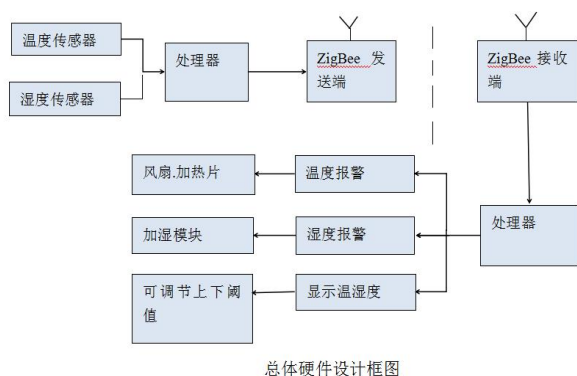 温度传感器
湿度传感器
处理器
ZigBee 发
送端
ZigBee 接收
端
风扇.加热片
温度报警
处理器
加湿模块
湿度报警
可调节上下阈
值
显示温湿度
总体硬件设计框图